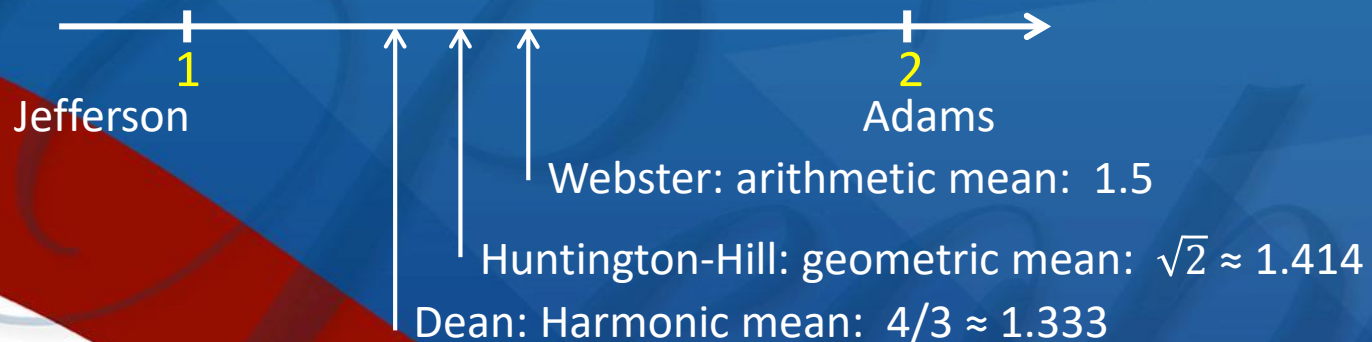 1 2
Jefferson Adams
Webster: arithmetic mean: 1.5
Huntington-Hill: geometric mean: √2 ≈ 1.414
Dean: Harmonic mean: 4/3 ≈ 1.333